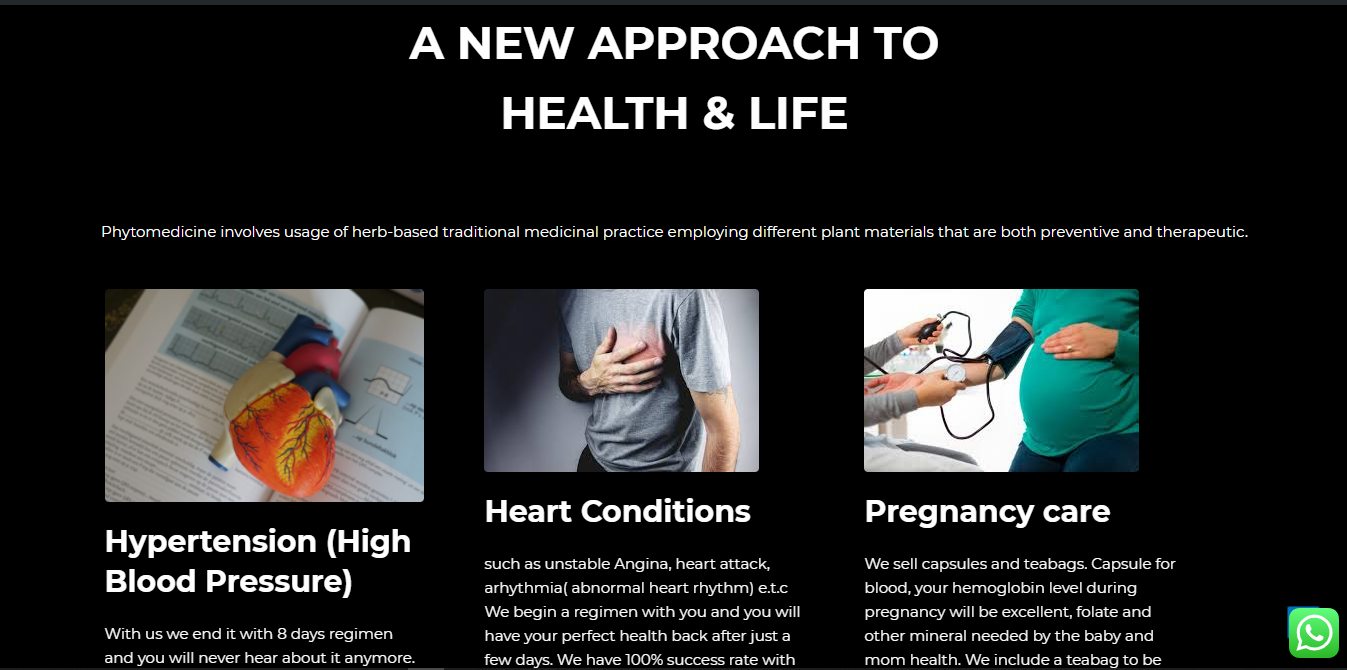 A NEW APPROACH TO
HEALTH & LIFE
Phytomedicine involves usage of herb-based traditional medicinal practice employing different plant materials that are both preventive and therapeutic.
Hypertension (High
Blood Pressure)
With us we end it with 8 days regimen
and you will never hear about it anymore.
Heart Conditions
such as unstable Angina, heart attack,
arhythmia( abnormal heart rhythm) e.t.c
We begin a regimen with you and you will
have your perfect health back after just a
few days. We have 100% success rate with
Pregnancy care
We sell capsules and teabags. Capsule for
blood, your hemoglobin level during
pregnancy will be excellent, folate and
other mineral needed by the baby and
mom health. We include a teabag to be